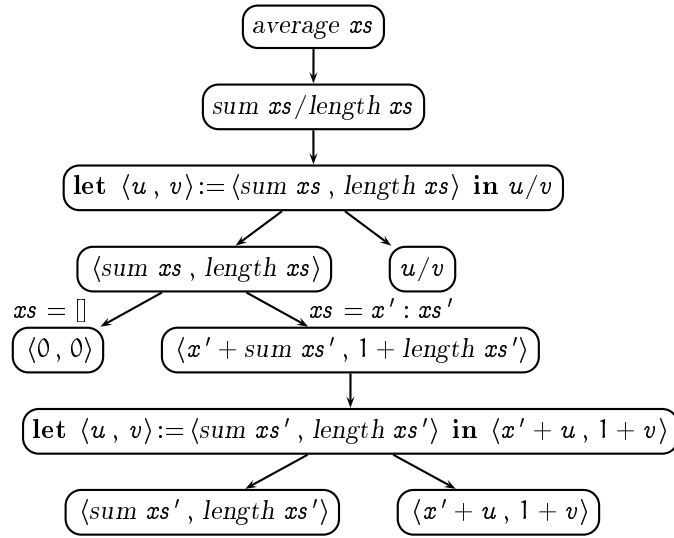 average xs
sum xs/length xs
let ⟨u , v⟩:=⟨sum xs , length xs⟩ in u/v
⟨sum xs , length xs⟩ u/v
xs = [] xs = x′ : xs′
⟨0 , 0⟩ ⟨x′ + sum xs′ , 1 + length xs′⟩
let ⟨u , v⟩:=⟨sum xs′ , length xs′⟩ in ⟨x′ + u , 1 + v⟩
⟨sum xs′ , length xs′⟩ ⟨x′ + u , 1 + v⟩